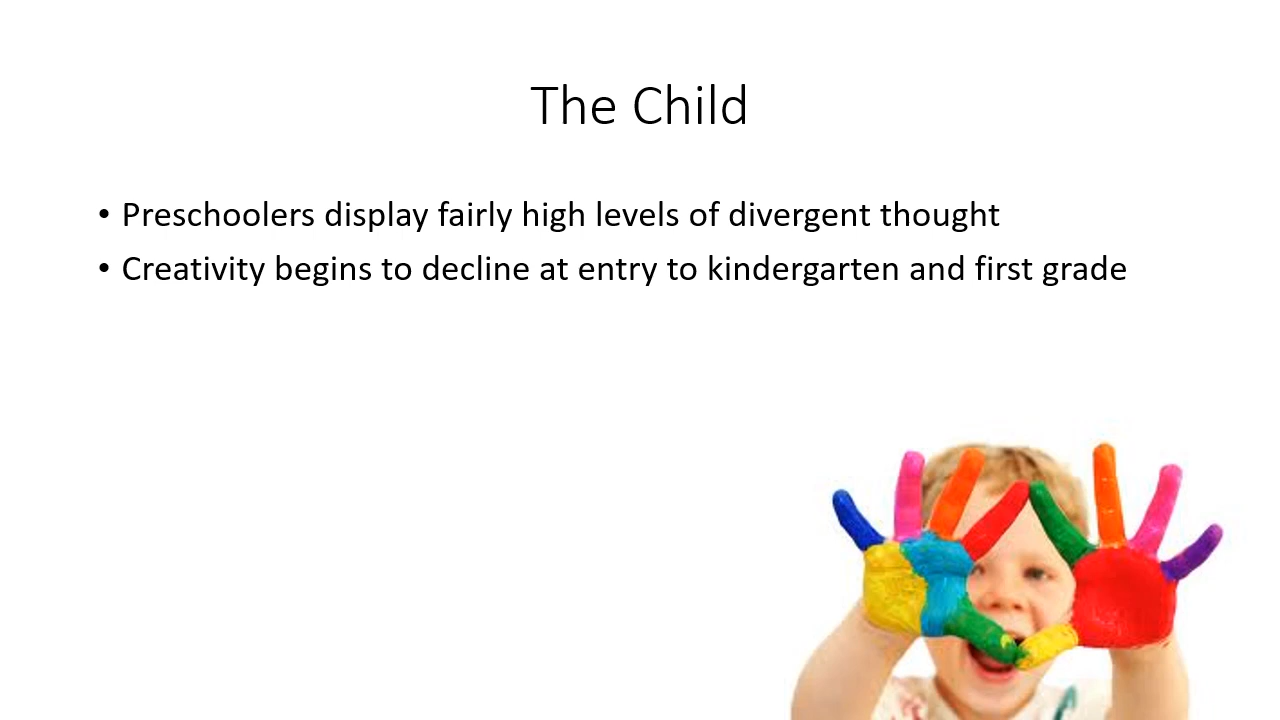 The Child
• Preschoolers display fairly high levels of divergent thought
• Creativity begins to decline at entry to kindergarten and first grade